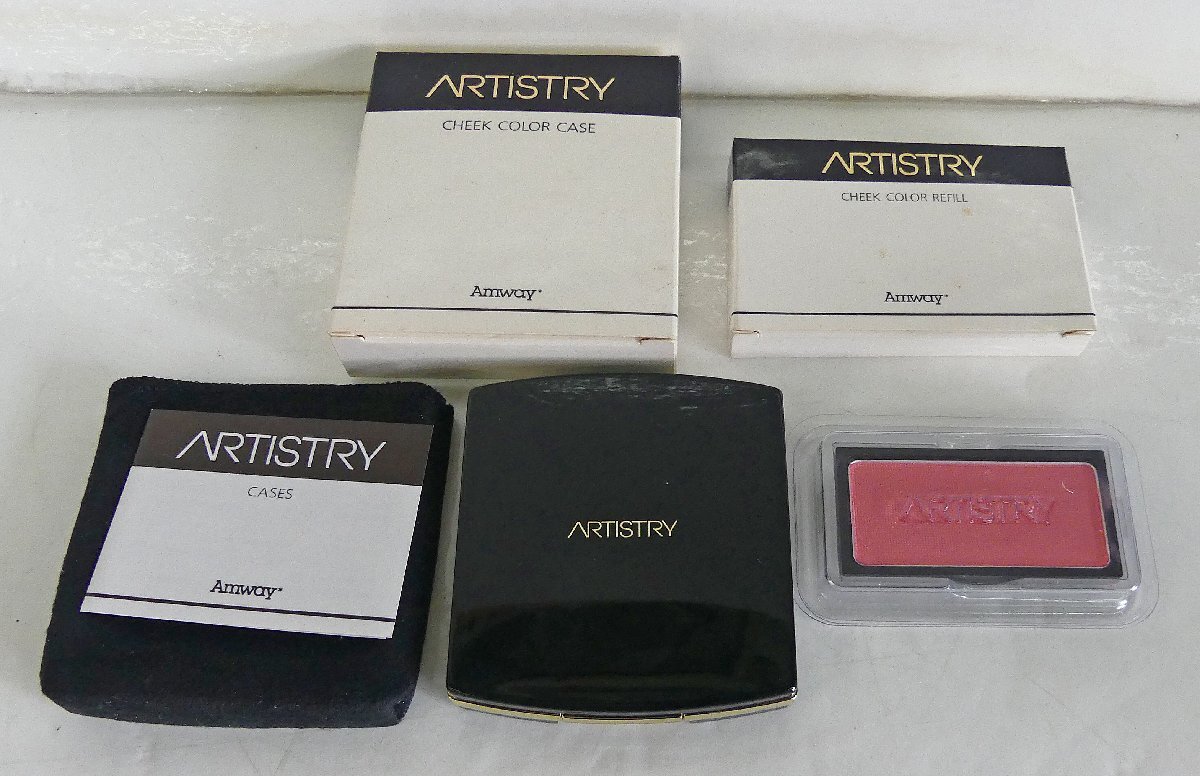 ARTISTRY
CHEEK COLOR CASE
Amway
ARTISTRY
CHEEK COLOR REFILL
Amway
ARTISTRY
CASES
Amway
ARTISTRY
ARTISTRY